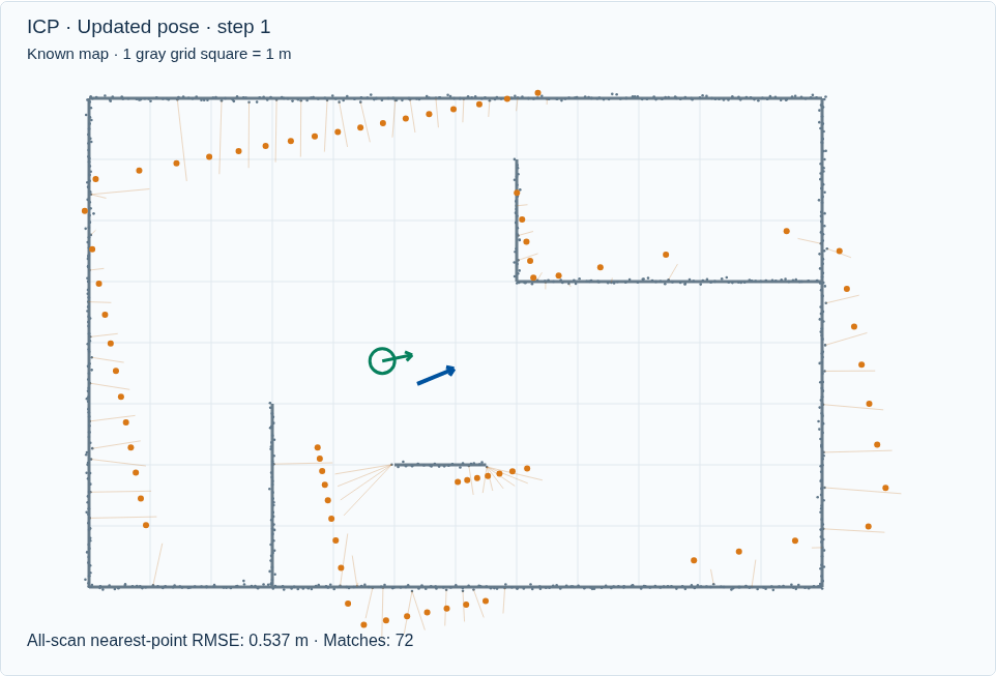 ICP · Updated pose · step 1
Known map · 1 gray grid square = 1 m
All-scan nearest-point RMSE: 0.537 m · Matches: 72